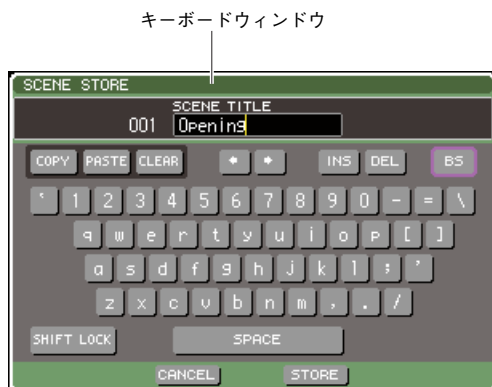 キーボードウィンドウ
SCENE STORE
SCENE TITLE
001 Opening
COPY PASTE CLEAR INS DEL BS
` 1 2 3 4 5 6 7 8 9 0 - = \
q w e r t y u i o p [ ]
a s d f g h j k l ; '
z x c v b n m , . /
SHIFT LOCK SPACE
CANCEL STORE